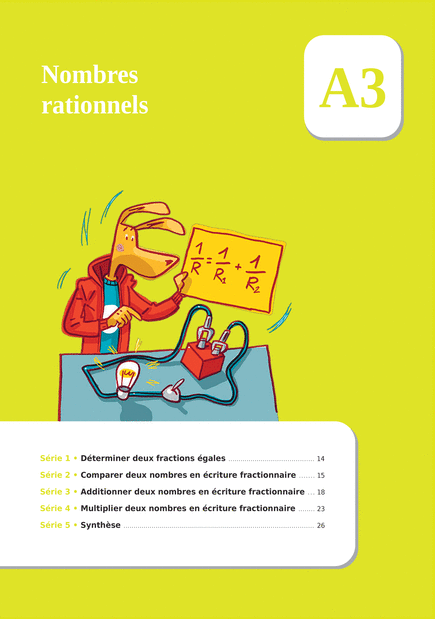 Nombres
rationnels
A3
1/R = 1/R₁ + 1/R₂
Série 1 • Déterminer deux fractions égales ........................................ 14
Série 2 • Comparer deux nombres en écriture fractionnaire ....... 15
Série 3 • Additionner deux nombres en écriture fractionnaire ... 18
Série 4 • Multiplier deux nombres en écriture fractionnaire ........ 23
Série 5 • Synthèse ........................................................................................ 26